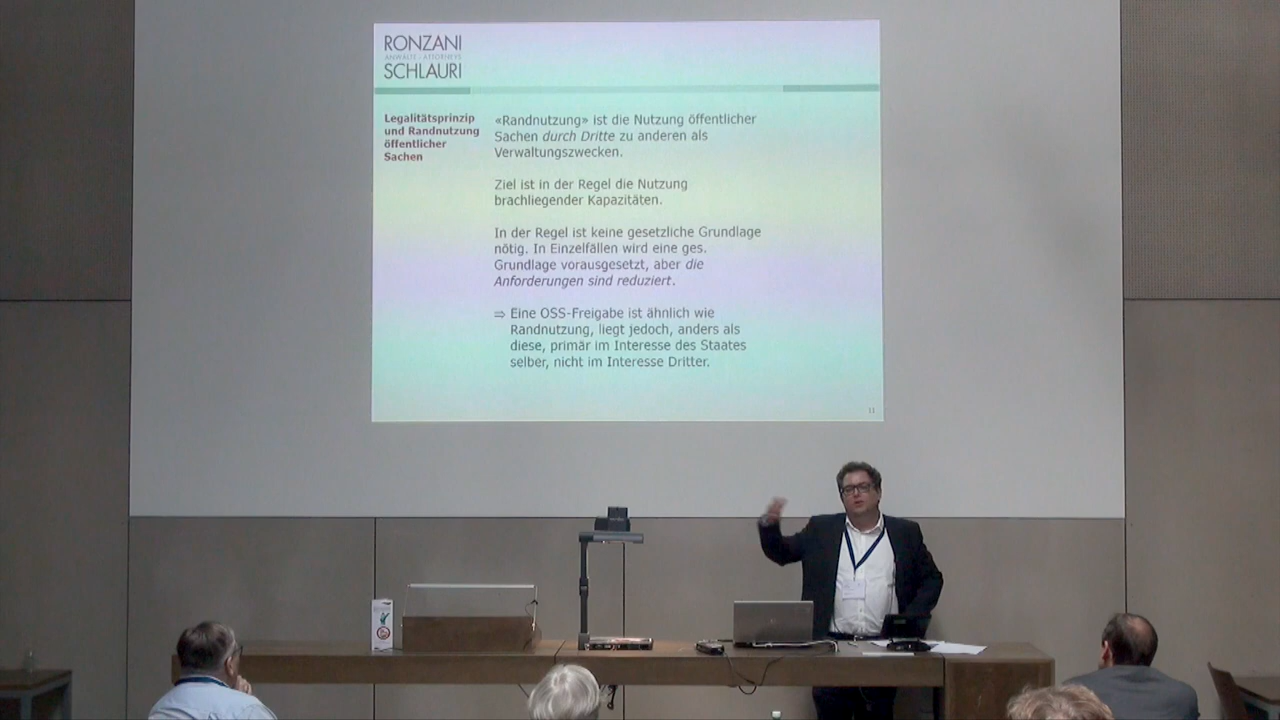 RONZANI
ANWÄLTE · ATTORNEYS
SCHLAURI
Legalitätsprinzip
und Randnutzung
öffentlicher
Sachen
«Randnutzung» ist die Nutzung öffentlicher
Sachen durch Dritte zu anderen als
Verwaltungszwecken.
Ziel ist in der Regel die Nutzung
brachliegender Kapazitäten.
In der Regel ist keine gesetzliche Grundlage
nötig. In Einzelfällen wird eine ges.
Grundlage vorausgesetzt, aber die
Anforderungen sind reduziert.
⇒ Eine OSS-Freigabe ist ähnlich wie
Randnutzung, liegt jedoch, anders als
diese, primär im Interesse des Staates
selber, nicht im Interesse Dritter.
11